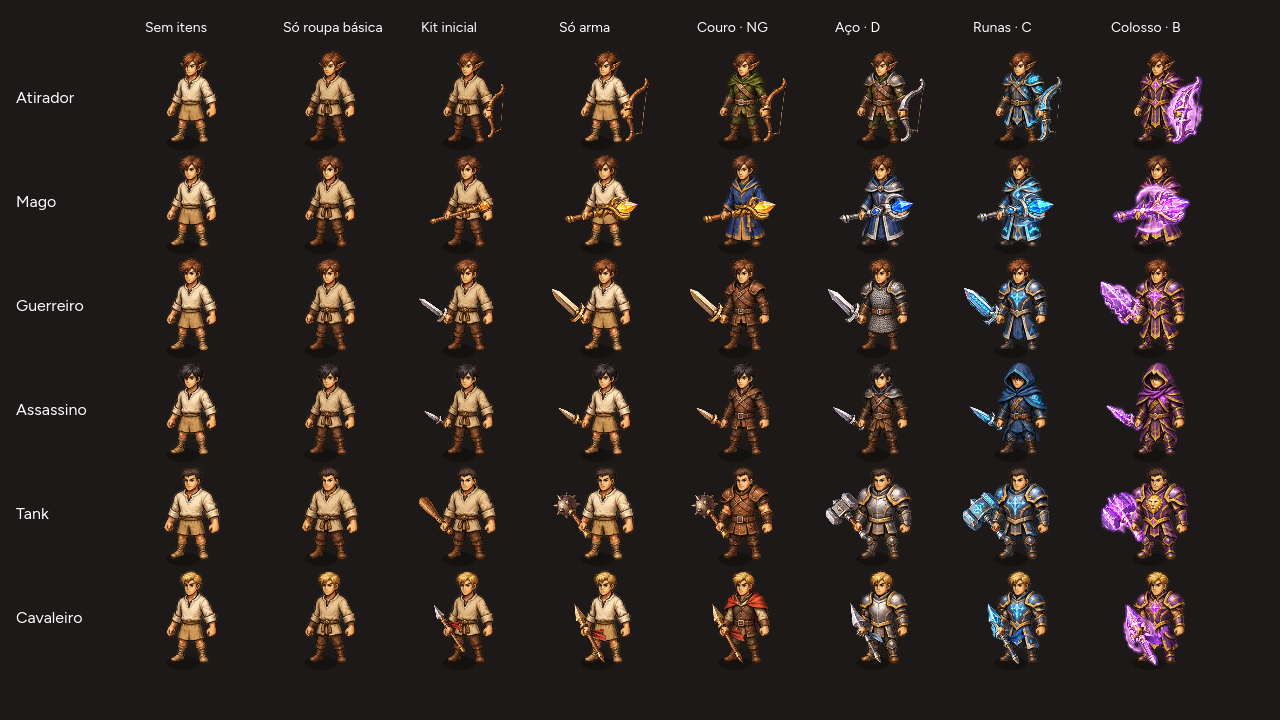 Sem itens
Só roupa básica
Kit inicial
Só arma
Couro · NG
Aço · D
Runas · C
Colosso · B
Atirador
Mago
Guerreiro
Assassino
Tank
Cavaleiro